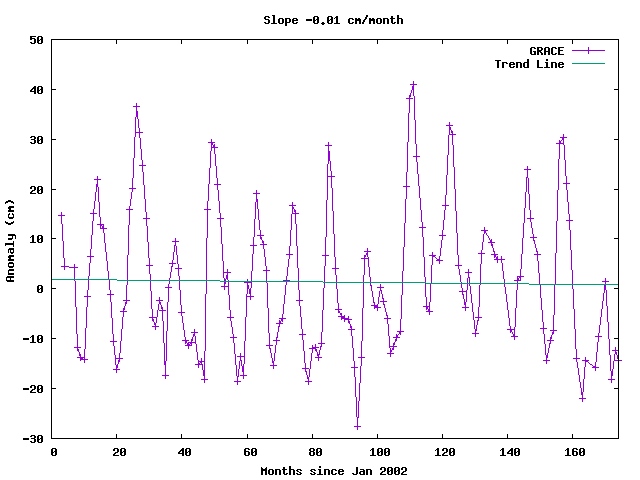 Slope -0.01 cm/month
GRACE
Trend Line
Anomaly (cm)
50
40
30
20
10
0
-10
-20
-30
0 20 40 60 80 100 120 140 160
Months since Jan 2002